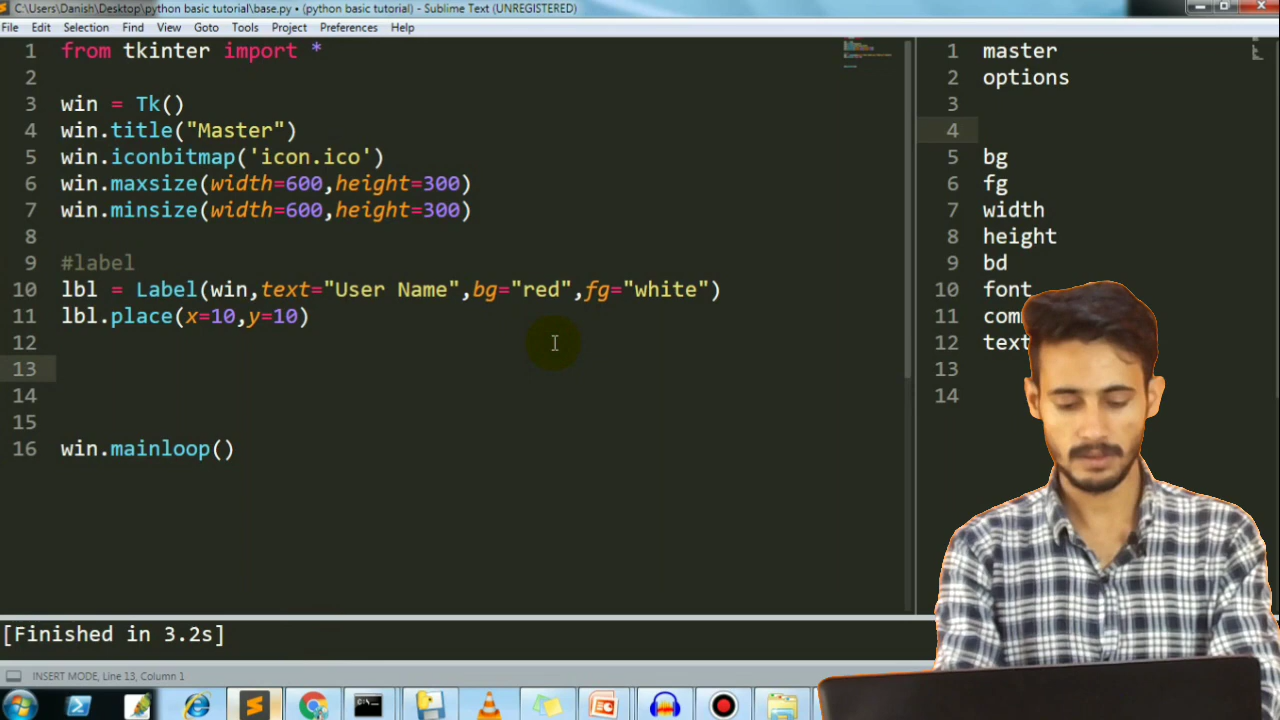 C:\Users\Danish\Desktop\python basic tutorial\base.py • (python basic tutorial) - Sublime Text (UNREGISTERED)
File Edit Selection Find View Goto Tools Project Preferences Help
1 from tkinter import *
2
3 win = Tk()
4 win.title("Master")
5 win.iconbitmap('icon.ico')
6 win.maxsize(width=600,height=300)
7 win.minsize(width=600,height=300)
8
9 #label
10 lbl = Label(win,text="User Name",bg="red",fg="white")
11 lbl.place(x=10,y=10)
12
13
14
15
16 win.mainloop()
1 master
2 options
3
4
5 bg
6 fg
7 width
8 height
9 bd
10 font
11 com
12 text
13
14
[Finished in 3.2s]
INSERT MODE, Line 13, Column 1